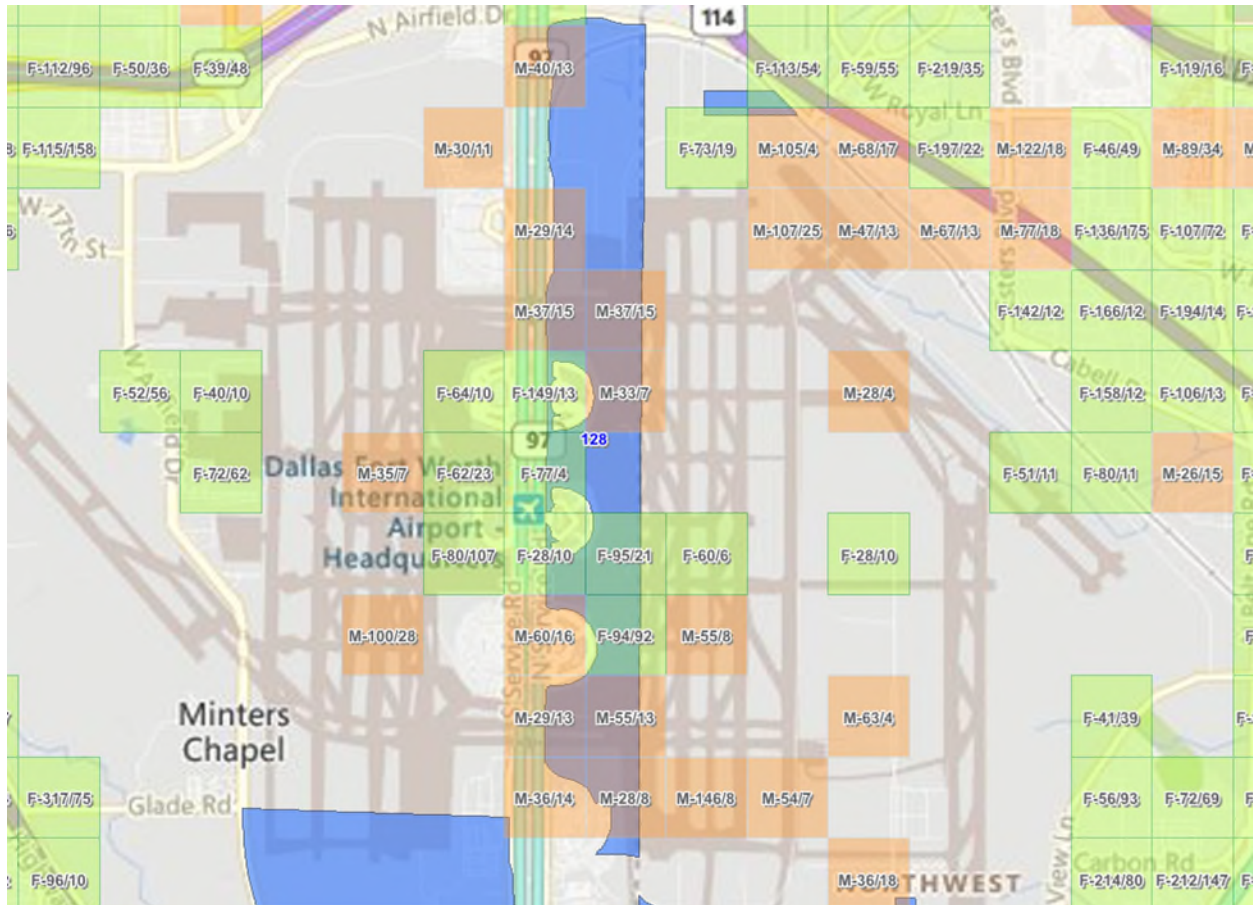 N Airfield Dr
114
97
M-40/13
F-112/96 F-50/36 F-39/48
F-113/54 F-59/55 F-219/35
F-119/16
W Royal Ln
F-115/158
M-30/11
F-73/19 M-105/4 M-68/17 F-197/22 M-122/18 F-46/49 M-89/34
W 17th St
M-29/14
M-107/25 M-47/13 M-67/13 M-77/18 F-136/175 F-107/72
M-37/15 M-37/15
F-142/12 F-166/12 F-194/14
F-52/56 F-40/10
F-64/10 F-149/13 M-33/7
M-28/4
F-158/12 F-106/13
97
128
F-72/62
M-35/7 F-62/23 F-77/4
F-51/11 F-80/11 M-26/15
Dallas Fort Worth
International
Airport -
Headquarters
F-80/107 F-28/10 F-95/21 F-60/6
F-28/10
M-100/28
M-60/16 F-94/92 M-55/8
S Service Rd
Minters
Chapel
M-29/13 M-55/13
M-63/4
F-41/39
F-317/75
Glade Rd
M-36/14 M-28/8 M-146/8 M-54/7
F-56/93 F-72/69
View Ln
Carbon Rd
F-96/10
M-36/18
F-214/80 F-212/147